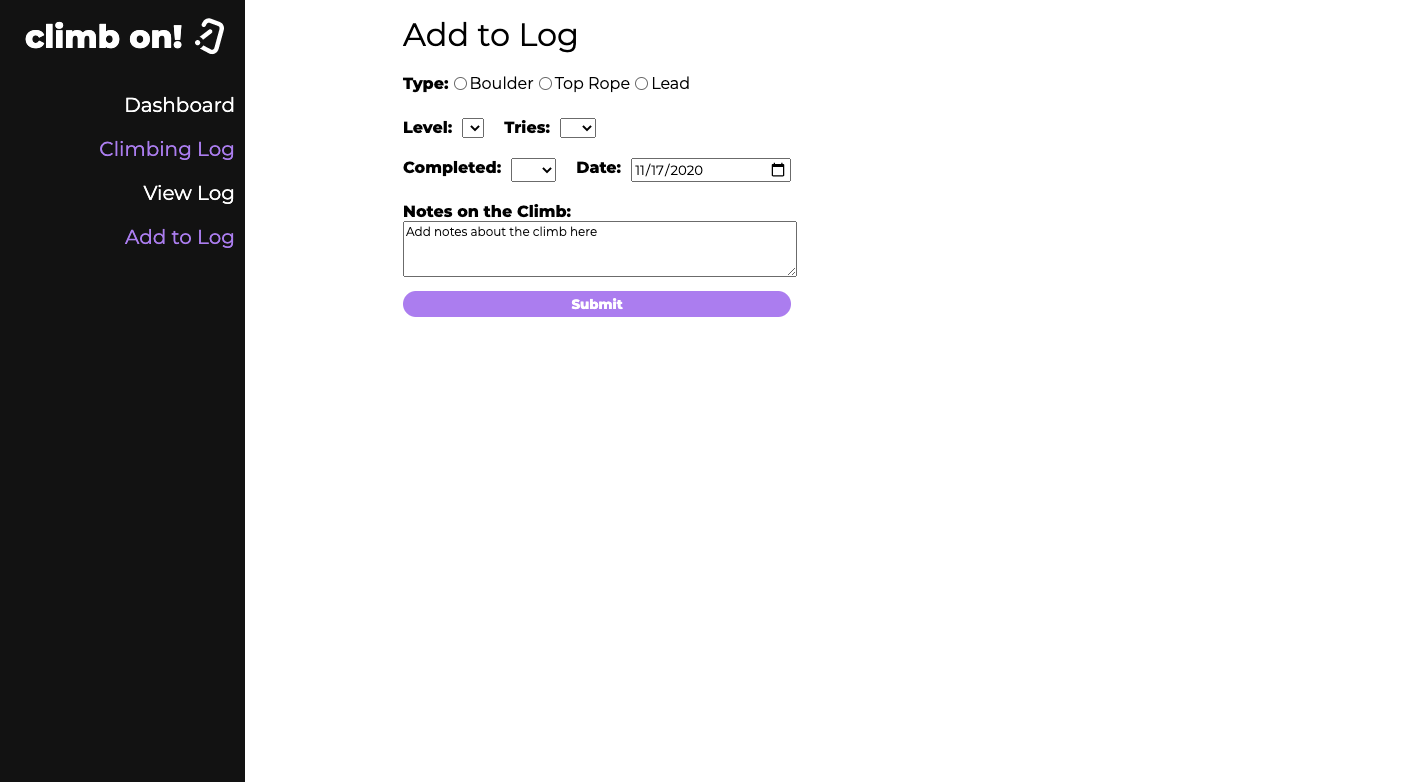 climb on!
Dashboard
Climbing Log
View Log
Add to Log
Add to Log
Type: Boulder Top Rope Lead
Level: Tries:
Completed: Date: 11/17/2020
Notes on the Climb:
Add notes about the climb here
Submit